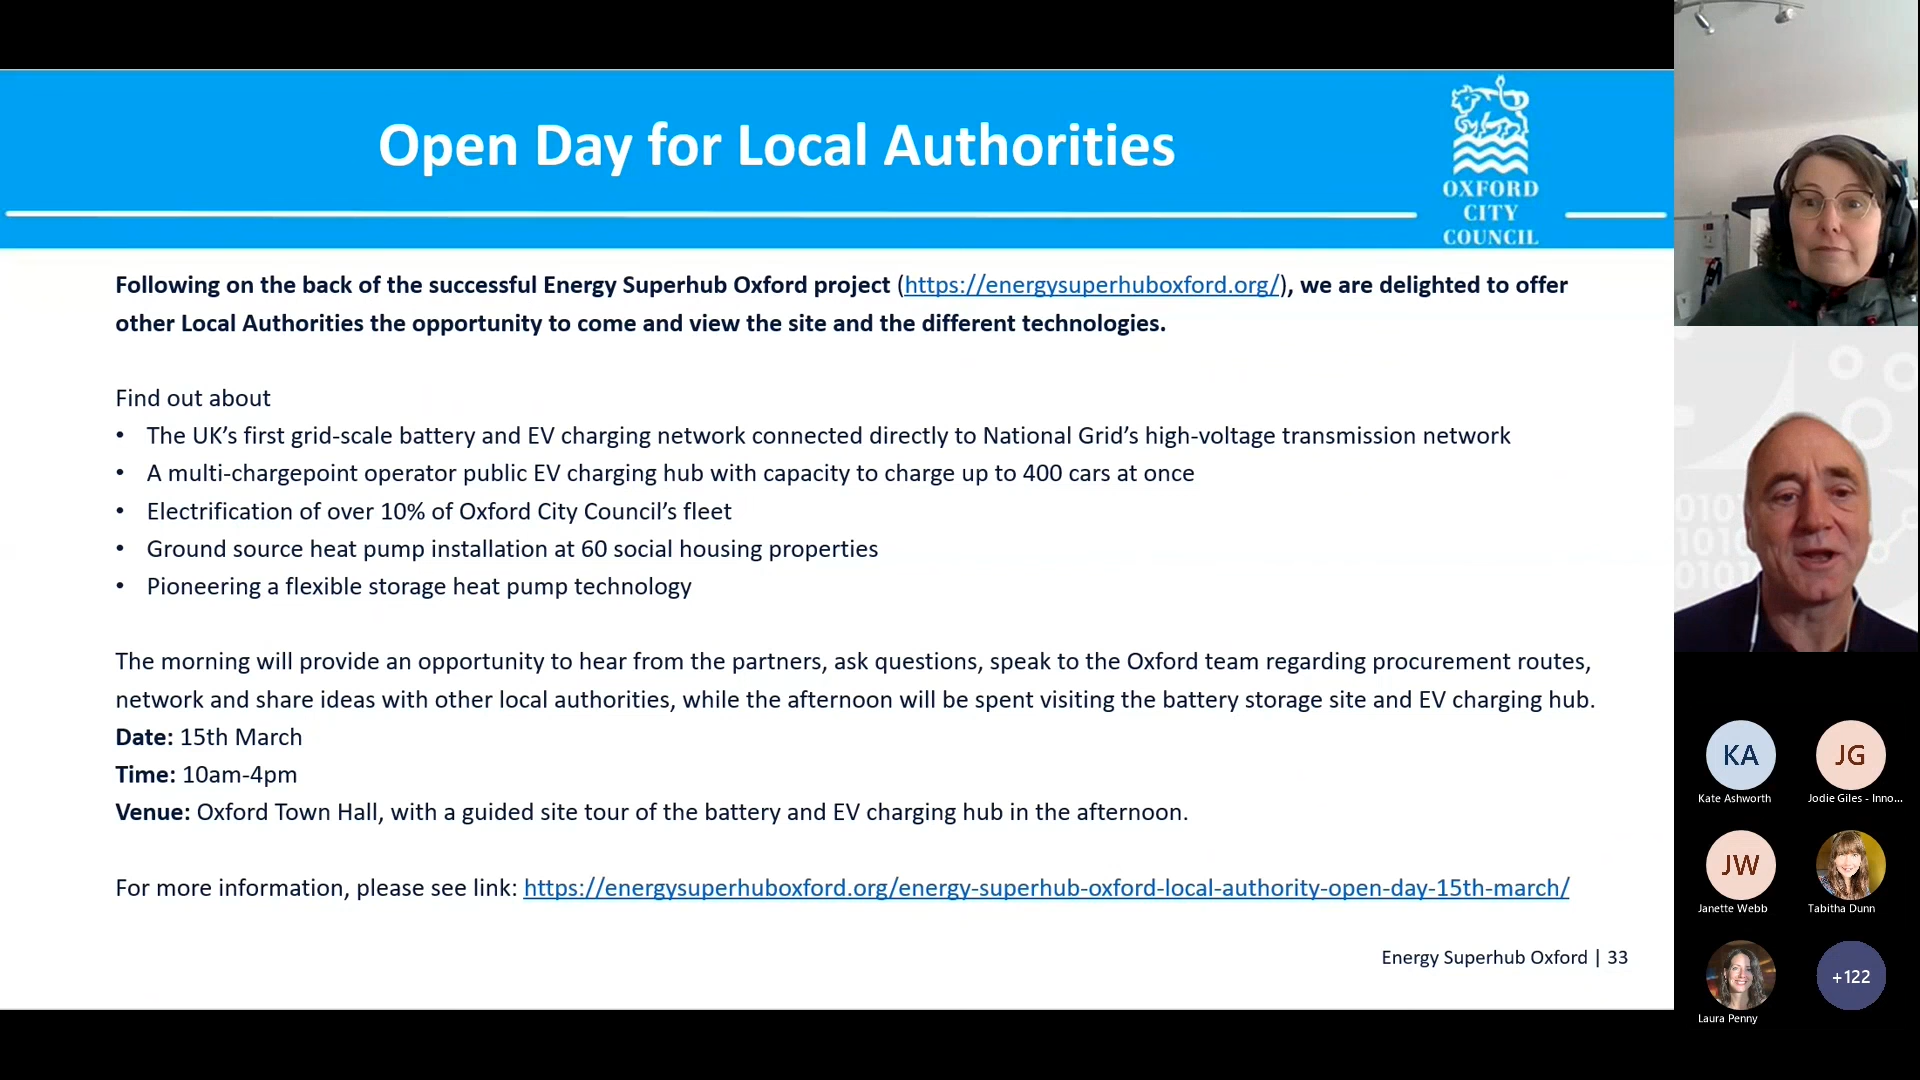 Open Day for Local Authorities
OXFORD
CITY
COUNCIL
Following on the back of the successful Energy Superhub Oxford project (https://energysuperhuboxford.org/), we are delighted to offer
other Local Authorities the opportunity to come and view the site and the different technologies.
Find out about
• The UK’s first grid-scale battery and EV charging network connected directly to National Grid’s high-voltage transmission network
• A multi-chargepoint operator public EV charging hub with capacity to charge up to 400 cars at once
• Electrification of over 10% of Oxford City Council’s fleet
• Ground source heat pump installation at 60 social housing properties
• Pioneering a flexible storage heat pump technology
The morning will provide an opportunity to hear from the partners, ask questions, speak to the Oxford team regarding procurement routes,
network and share ideas with other local authorities, while the afternoon will be spent visiting the battery storage site and EV charging hub.
Date: 15th March
Time: 10am-4pm
Venue: Oxford Town Hall, with a guided site tour of the battery and EV charging hub in the afternoon.
For more information, please see link: https://energysuperhuboxford.org/energy-superhub-oxford-local-authority-open-day-15th-march/
Energy Superhub Oxford | 33
KA
Kate Ashworth
JG
Jodie Giles - Inno...
JW
Janette Webb
Tabitha Dunn
Laura Penny
+122